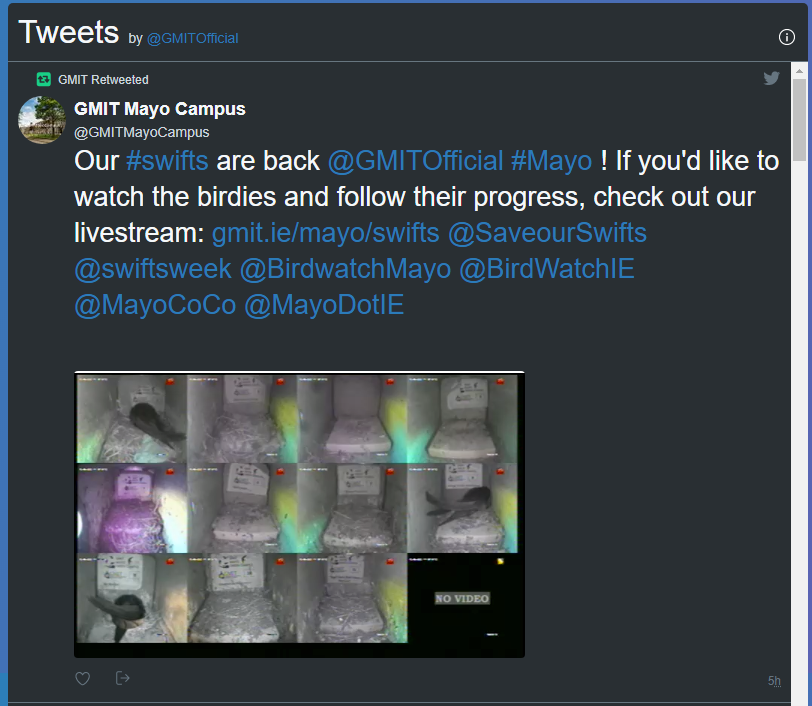 Tweets by @GMITOfficial
GMIT Retweeted
GMIT Mayo Campus
@GMITMayoCampus
Our #swifts are back @GMITOfficial #Mayo ! If you'd like to
watch the birdies and follow their progress, check out our
livestream: gmit.ie/mayo/swifts @SaveourSwifts
@swiftsweek @BirdwatchMayo @BirdWatchIE
@MayoCoCo @MayoDotIE
NO VIDEO
5h